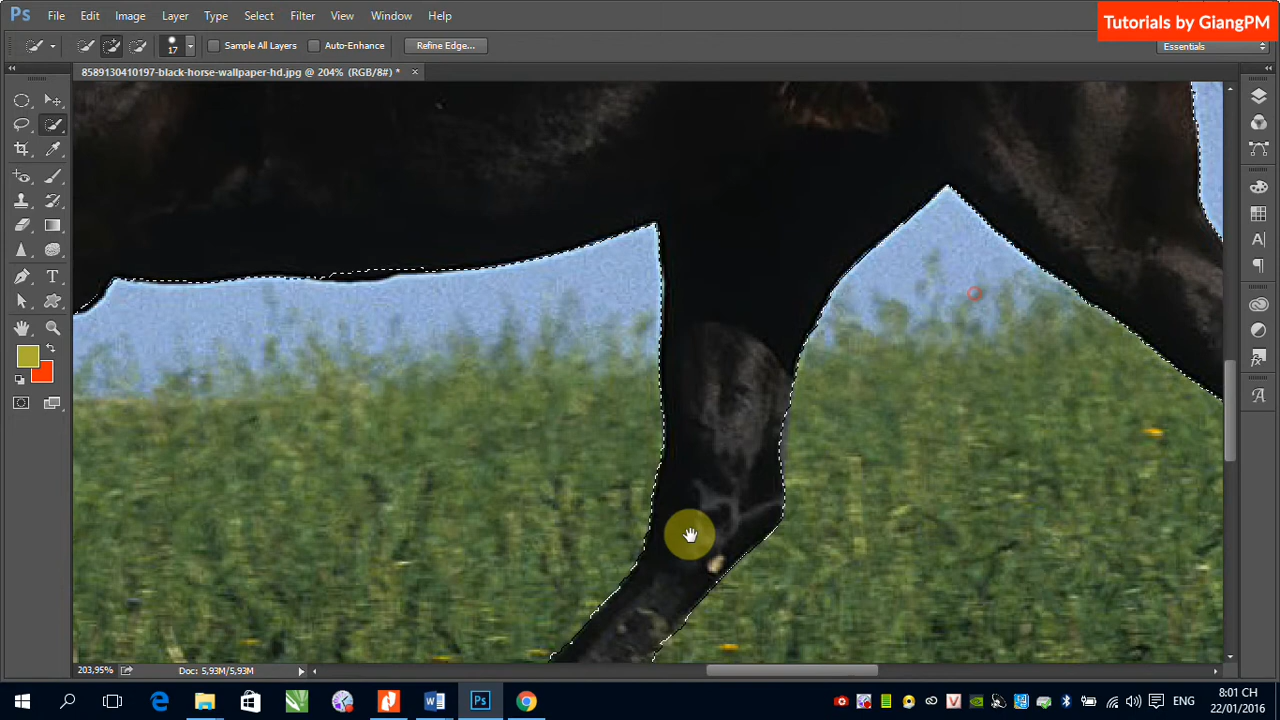 Ps File Edit Image Layer Type Select Filter View Window Help
Tutorials by GiangPM
17 Sample All Layers Auto-Enhance Refine Edge... Essentials
8589130410197-black-horse-wallpaper-hd.jpg @ 204% (RGB/8#) * ×
203,95% Doc: 5,93M/5,93M
ENG 8:01 CH
22/01/2016